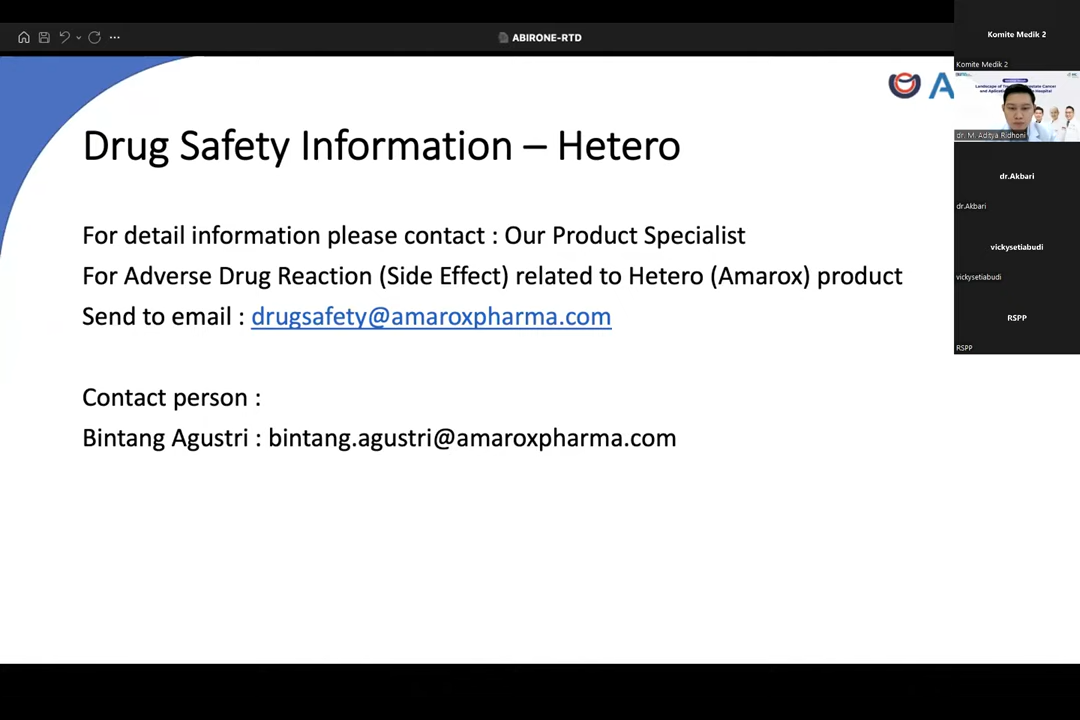 ABIRONE-RTD
Drug Safety Information – Hetero
For detail information please contact : Our Product Specialist
For Adverse Drug Reaction (Side Effect) related to Hetero (Amarox) product
Send to email : drugsafety@amaroxpharma.com
Contact person :
Bintang Agustri : bintang.agustri@amaroxpharma.com
A
Komite Medik 2
Komite Medik 2
dr. M. Aditya Ridhoni
dr.Akbari
dr.Akbari
vickysetiabudi
vickysetiabudi
RSPP
RSPP